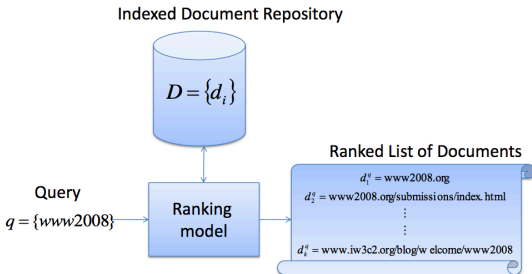 Indexed Document Repository
D = {d_i}
Ranked List of Documents
Query
q = {www2008}
Ranking
model
d_1^q = www2008.org
d_2^q = www2008.org/submissions/index.html
⋮
⋮
d_k^q = www.iw3c2.org/blog/w elcome/www2008